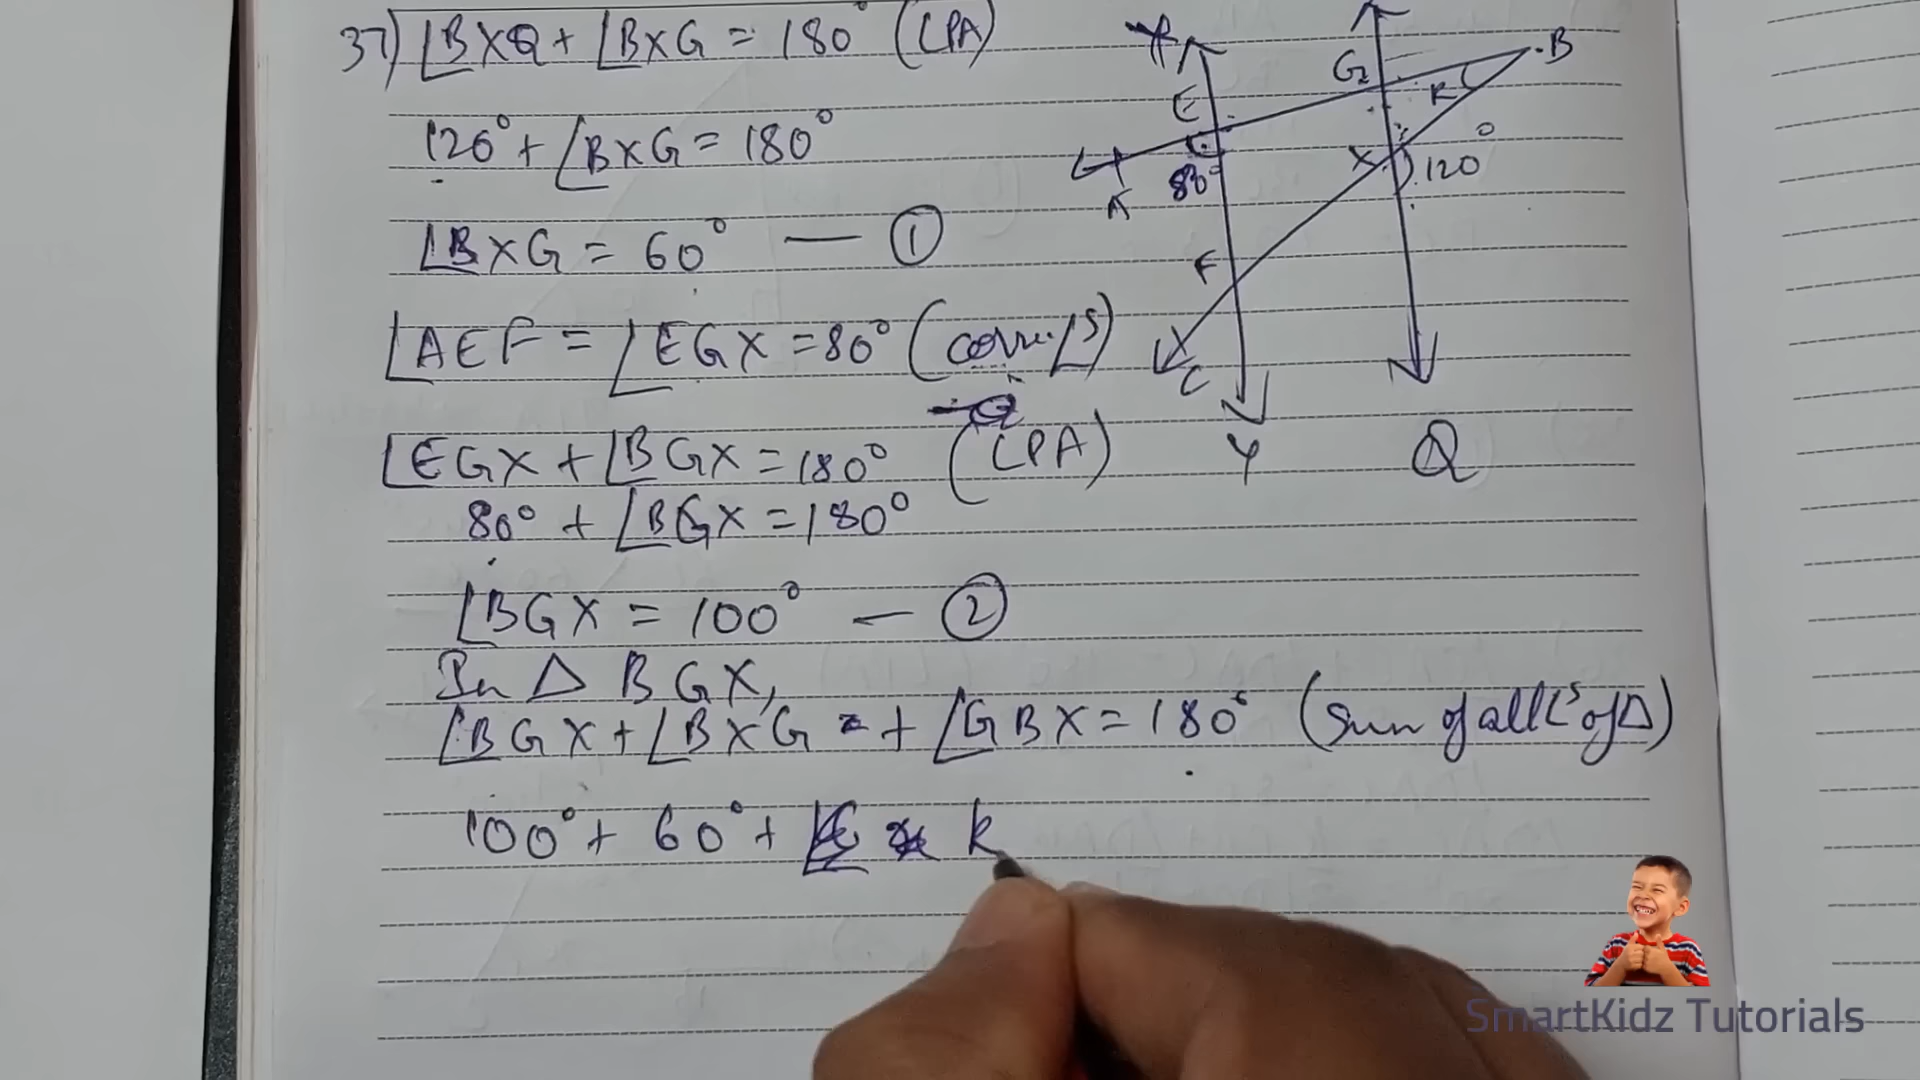 37) ∠BXQ + ∠BXG = 180° (LPA)
120° + ∠BXG = 180°
∠BXG = 60° — ①
∠AEF = ∠EGX = 80° (corre. ∠s)
∠EGX + ∠BGX = 180° (LPA)
80° + ∠BGX = 180°
∠BGX = 100° — ②
In △ BGX,
∠BGX + ∠BXG + ∠GBX = 180° (Sum of all ∠s of △)
100° + 60° + k
G
B
E
k
X
120°
80°
A
F
C
Y
Q
SmartKidz Tutorials